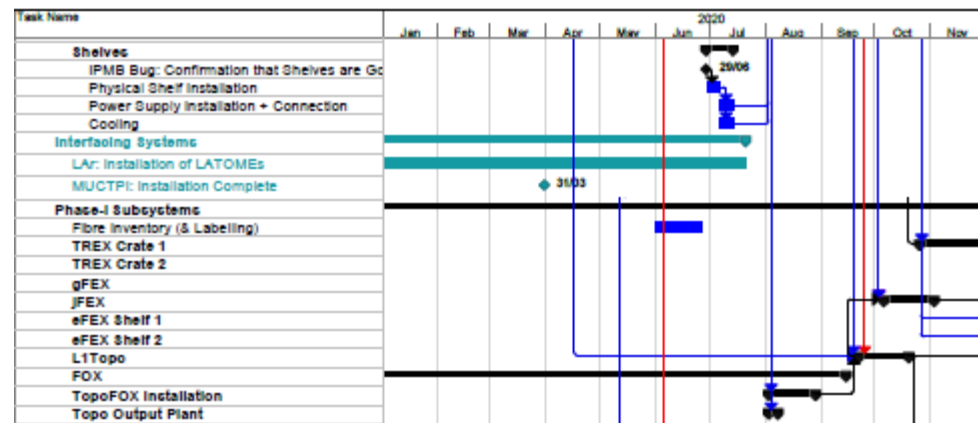 Task Name
2020
Jan Feb Mar Apr May Jun Jul Aug Sep Oct Nov
Shelves
IPMB Bug: Confirmation that Shelves are Go
29/06
Physical Shelf Installation
Power Supply Installation + Connection
Cooling
Interfacing Systems
LAr: Installation of LATOMEs
MUCTPI: Installation Complete
31/03
Phase-I Subsystems
Fibre Inventory (& Labelling)
TREX Crate 1
TREX Crate 2
gFEX
jFEX
eFEX Shelf 1
eFEX Shelf 2
L1Topo
FOX
TopoFOX Installation
Topo Output Plant